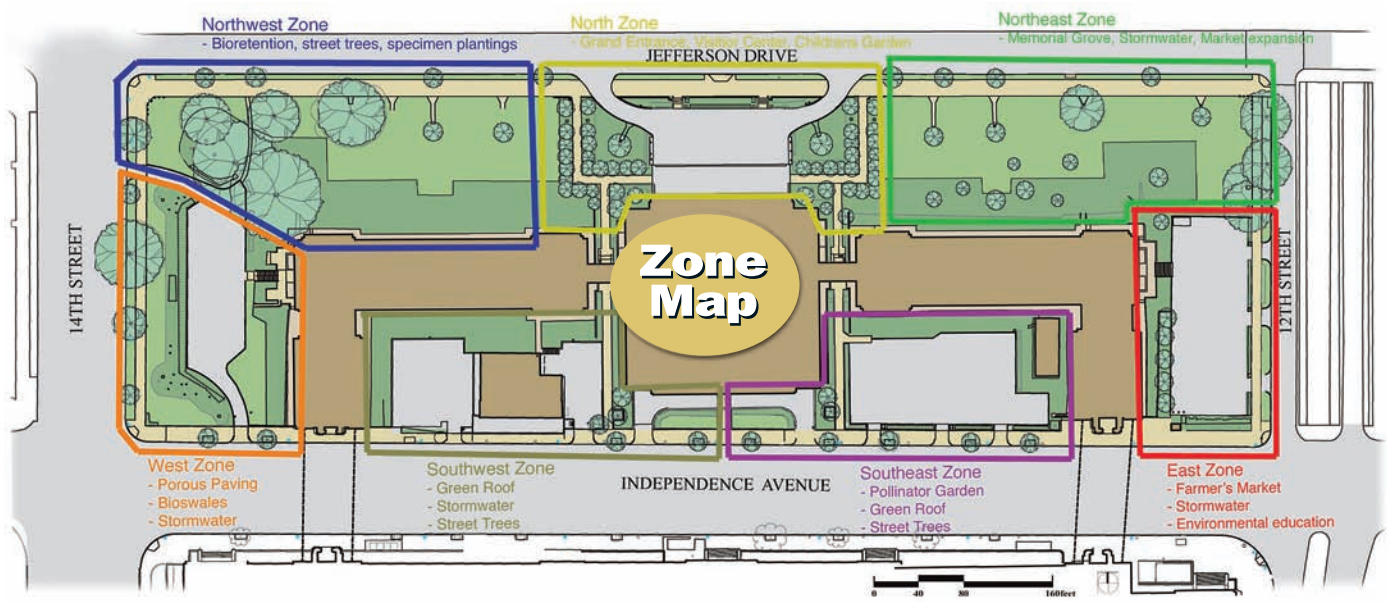 Northwest Zone
- Bioretention, street trees, specimen plantings
North Zone
- Grand Entrance, Visitior Center, Childrens Garden
Northeast Zone
- Memorial Grove, Stormwater, Market expansion
JEFFERSON DRIVE
14TH STREET
Zone
Map
12TH STREET
West Zone
- Porous Paving
- Bioswales
- Stormwater
Southwest Zone
- Green Roof
- Stormwater
- Street Trees
INDEPENDENCE AVENUE
Southeast Zone
- Pollinator Garden
- Green Roof
- Street Trees
East Zone
- Farmer's Market
- Stormwater
- Environmental education
0 40 80 160feet